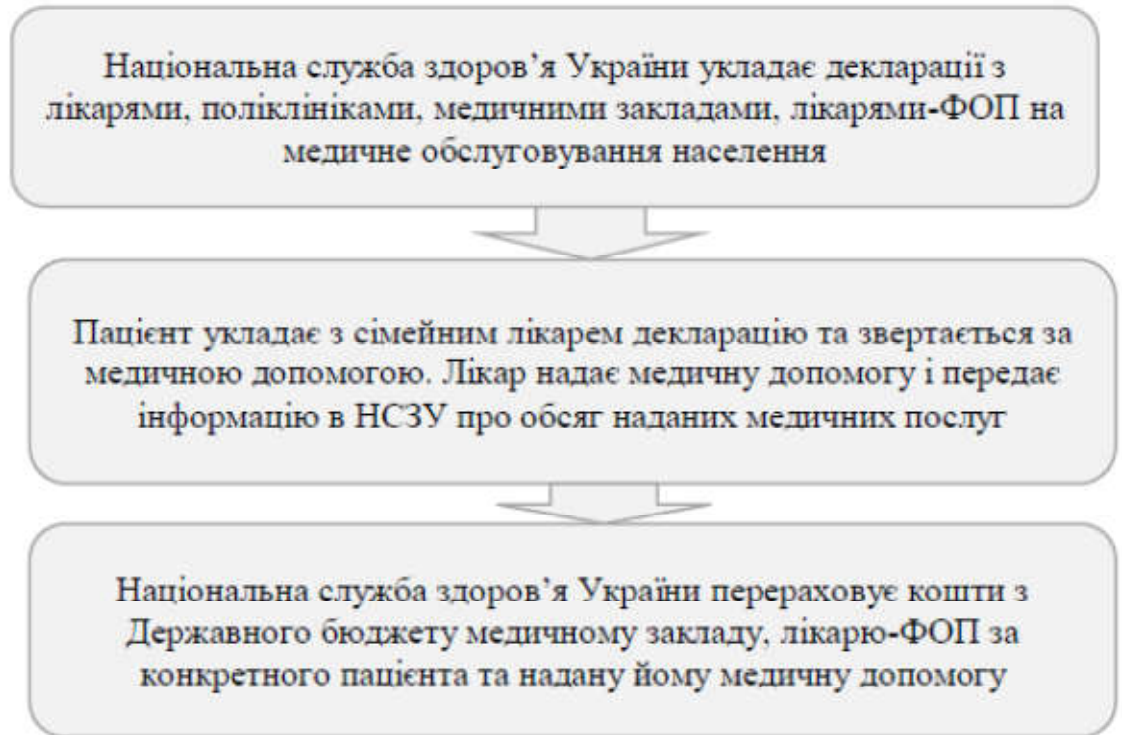 Національна служба здоров’я України укладає декларації з
лікарями, поліклініками, медичними закладами, лікарями-ФОП на
медичне обслуговування населення
Пацієнт укладає з сімейним лікарем декларацію та звертається за
медичною допомогою. Лікар надає медичну допомогу і передає
інформацію в НСЗУ про обсяг наданих медичних послуг
Національна служба здоров’я України перераховує кошти з
Державного бюджету медичному закладу, лікарю-ФОП за
конкретного пацієнта та надану йому медичну допомогу